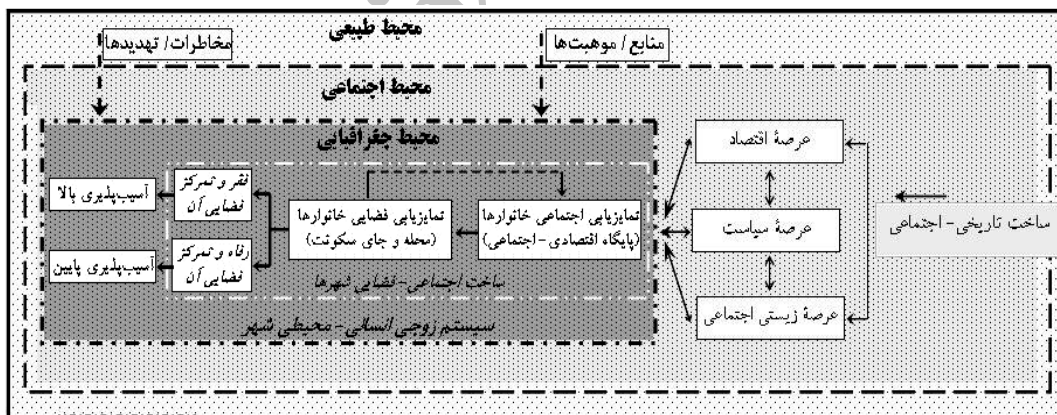 محیط طبیعی
منابع / موهبت‌ها
مخاطرات / تهدیدها
محیط اجتماعی
محیط جغرافیایی
ساخت تاریخی - اجتماعی
عرصهٔ اقتصاد
عرصهٔ سیاست
عرصهٔ زیستی اجتماعی
تمایزیابی اجتماعی خانوارها
(پایگاه اقتصادی - اجتماعی)
تمایزیابی فضایی خانوارها
(محله و جای سکونت)
فقر و تمرکز
فضایی آن
آسیب‌پذیری بالا
رفاه و تمرکز
فضایی آن
آسیب‌پذیری پایین
ساخت اجتماعی - فضایی شهرها
سیستم زوجی انسانی - محیطی شهر